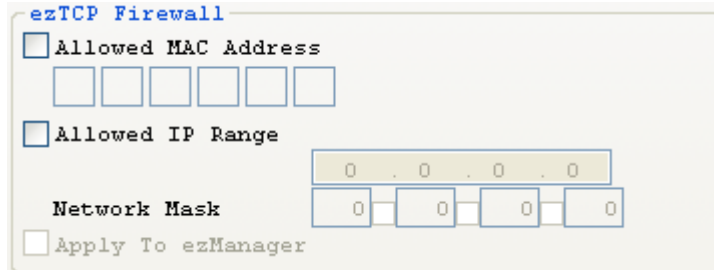 ezTCP Firewall
Allowed MAC Address
Allowed IP Range
0 . 0 . 0 . 0
Network Mask 0 0 0 0
Apply To ezManager